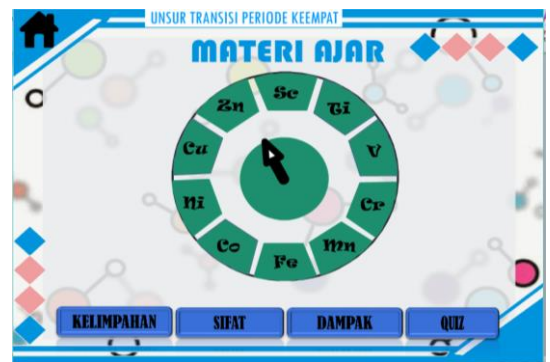 UNSUR TRANSISI PERIODE KEEMPAT
MATERI AJAR
Sc
Ti
V
Cr
Mn
Fe
Co
Ni
Cu
Zn
KELIMPAHAN
SIFAT
DAMPAK
QUIZ